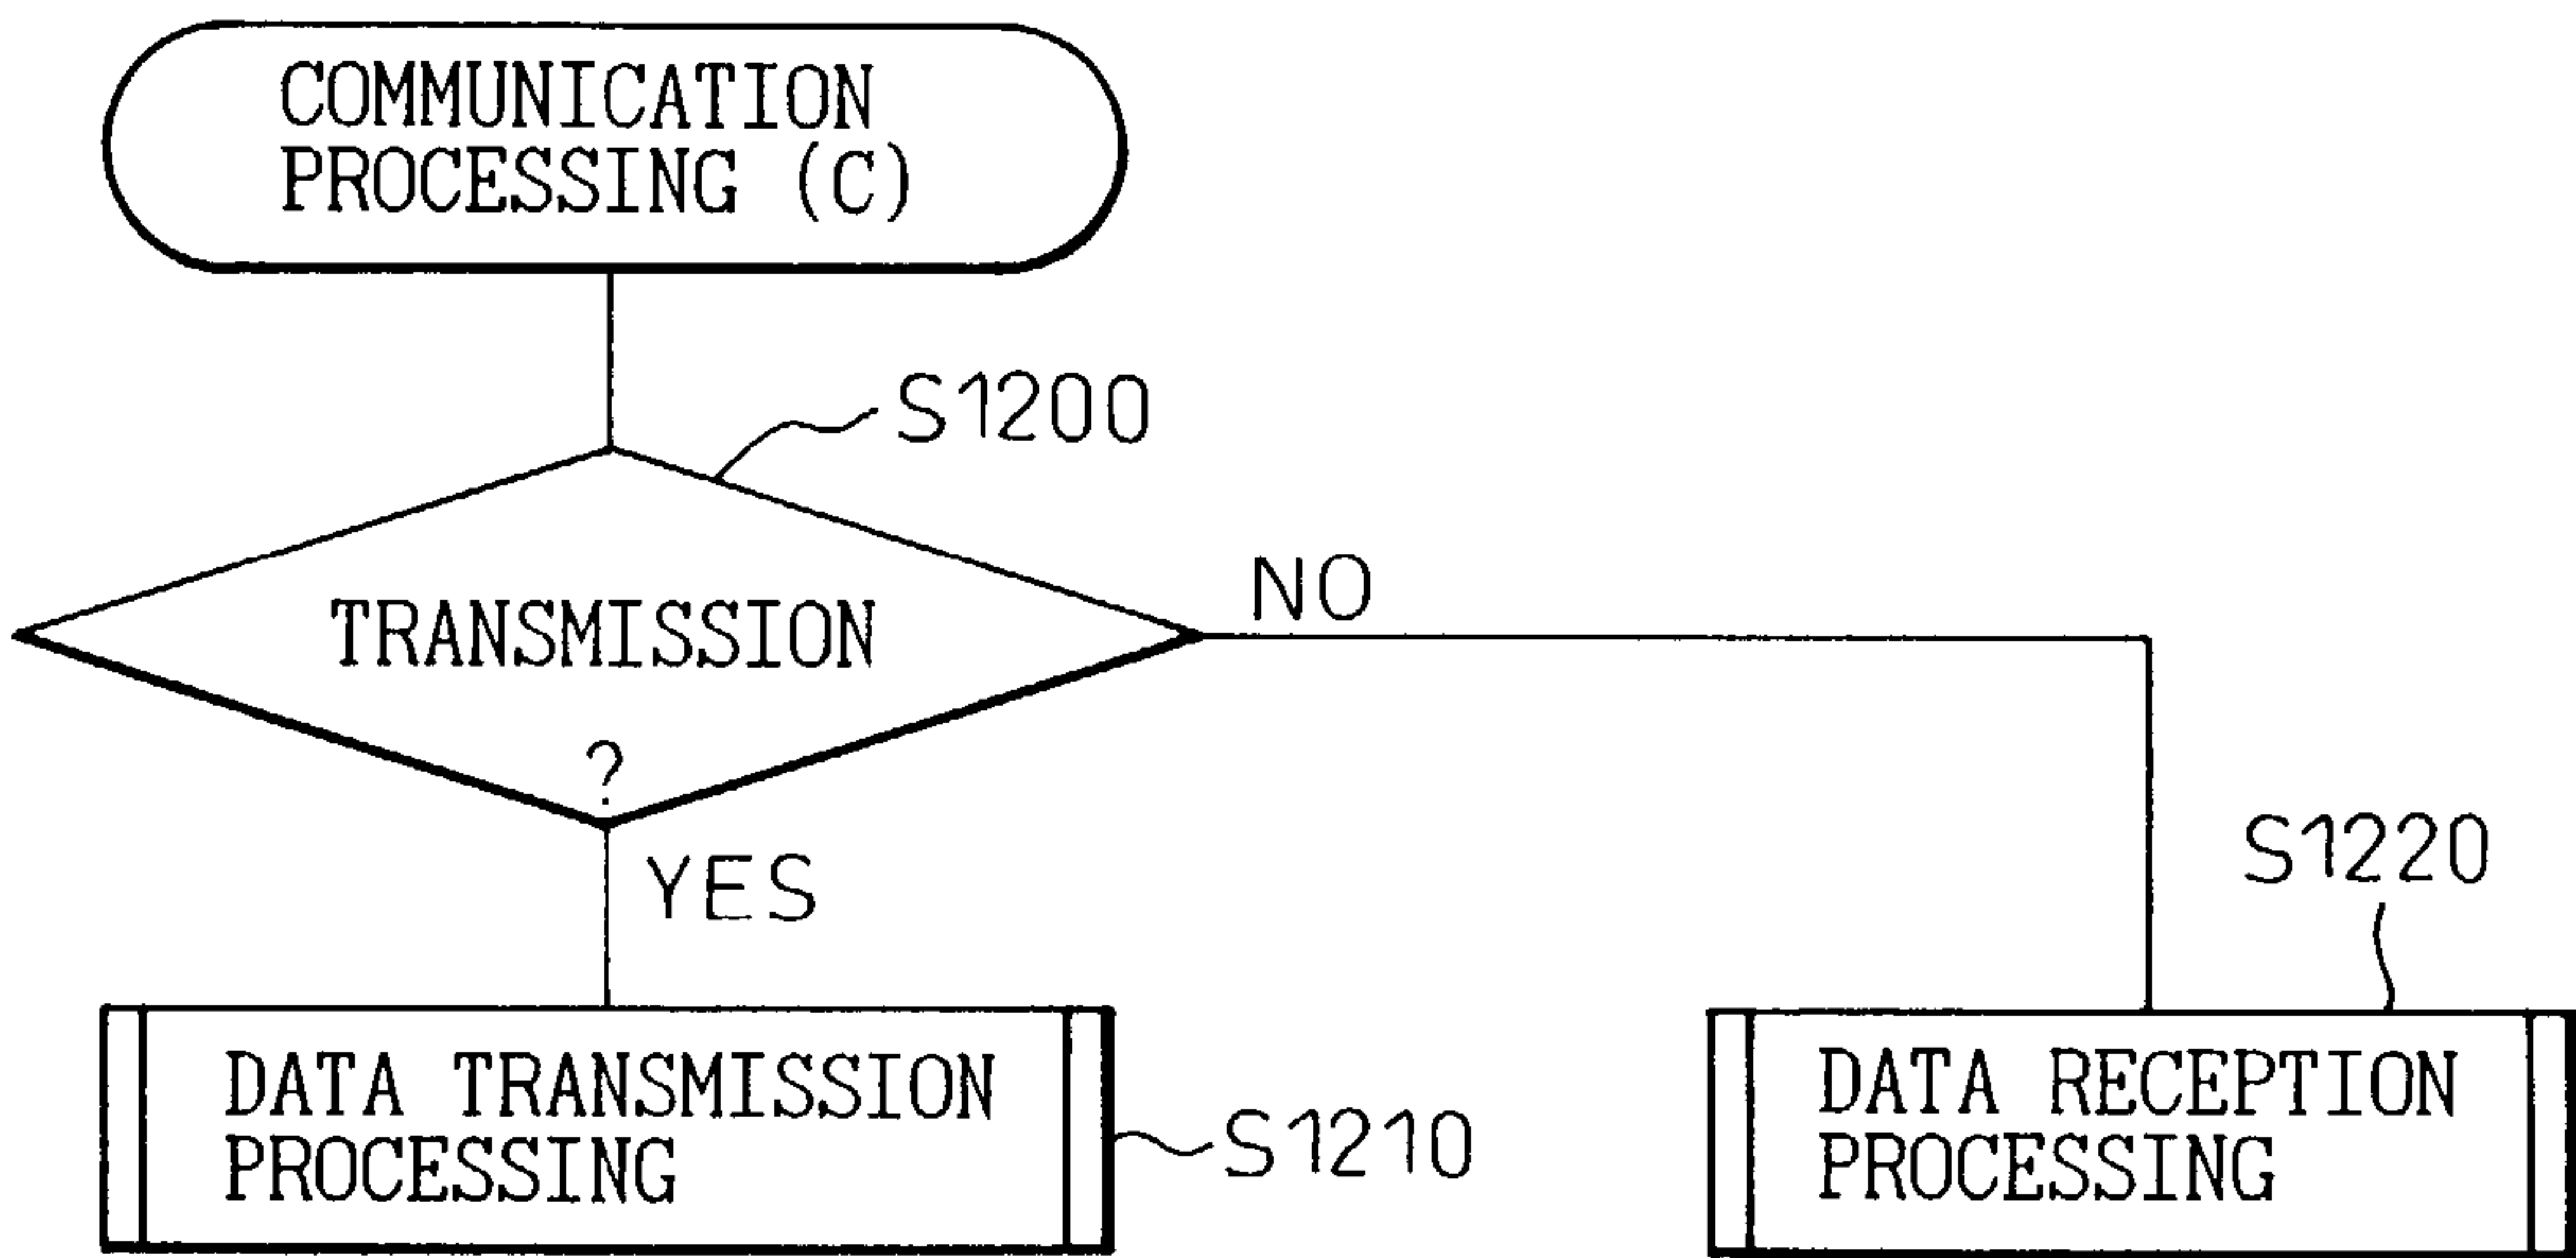 COMMUNICATION
PROCESSING (C)
S1200
TRANSMISSION
?
NO
YES
S1220
DATA TRANSMISSION
PROCESSING
S1210
DATA RECEPTION
PROCESSING